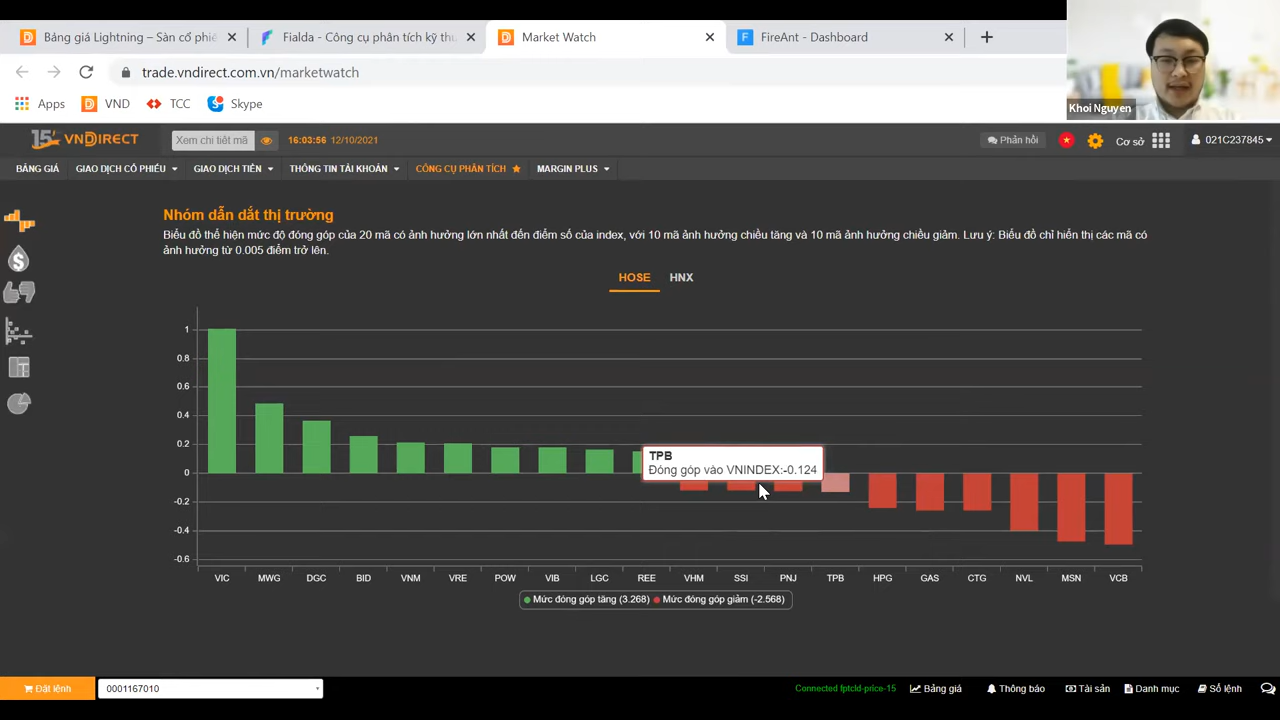 Bảng giá Lightning – Sàn cổ phiế
Fialda - Công cụ phân tích kỹ thu
Market Watch
FireAnt - Dashboard
Khoi Nguyen
trade.vndirect.com.vn/marketwatch
Apps VND TCC Skype
15 VNDIRECT
Xem chi tiết mã
16:03:56 12/10/2021
Phản hồi
Cơ sở
021C237845
BẢNG GIÁ
GIAO DỊCH CỔ PHIẾU
GIAO DỊCH TIỀN
THÔNG TIN TÀI KHOẢN
CÔNG CỤ PHÂN TÍCH
MARGIN PLUS
Nhóm dẫn dắt thị trường
Biểu đồ thể hiện mức độ đóng góp của 20 mã có ảnh hưởng lớn nhất đến điểm số của index, với 10 mã ảnh hưởng chiều tăng và 10 mã ảnh hưởng chiều giảm. Lưu ý: Biểu đồ chỉ hiển thị các mã có
ảnh hưởng từ 0.005 điểm trở lên.
HOSE HNX
1
0.8
0.6
0.4
0.2
0
-0.2
-0.4
-0.6
TPB
Đóng góp vào VNINDEX:-0.124
VIC MWG DGC BID VNM VRE POW VIB LGC REE VHM SSI PNJ TPB HPG GAS CTG NVL MSN VCB
Mức đóng góp tăng (3.268) Mức đóng góp giảm (-2.568)
Đặt lệnh
0001167010
Connected fptcld-price-15
Bảng giá
Thông báo
Tài sản
Danh mục
Sổ lệnh